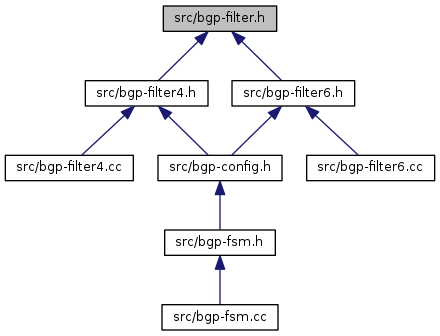 src/bgp-filter.h
src/bgp-filter4.h
src/bgp-filter6.h
src/bgp-filter4.cc
src/bgp-config.h
src/bgp-filter6.cc
src/bgp-fsm.h
src/bgp-fsm.cc